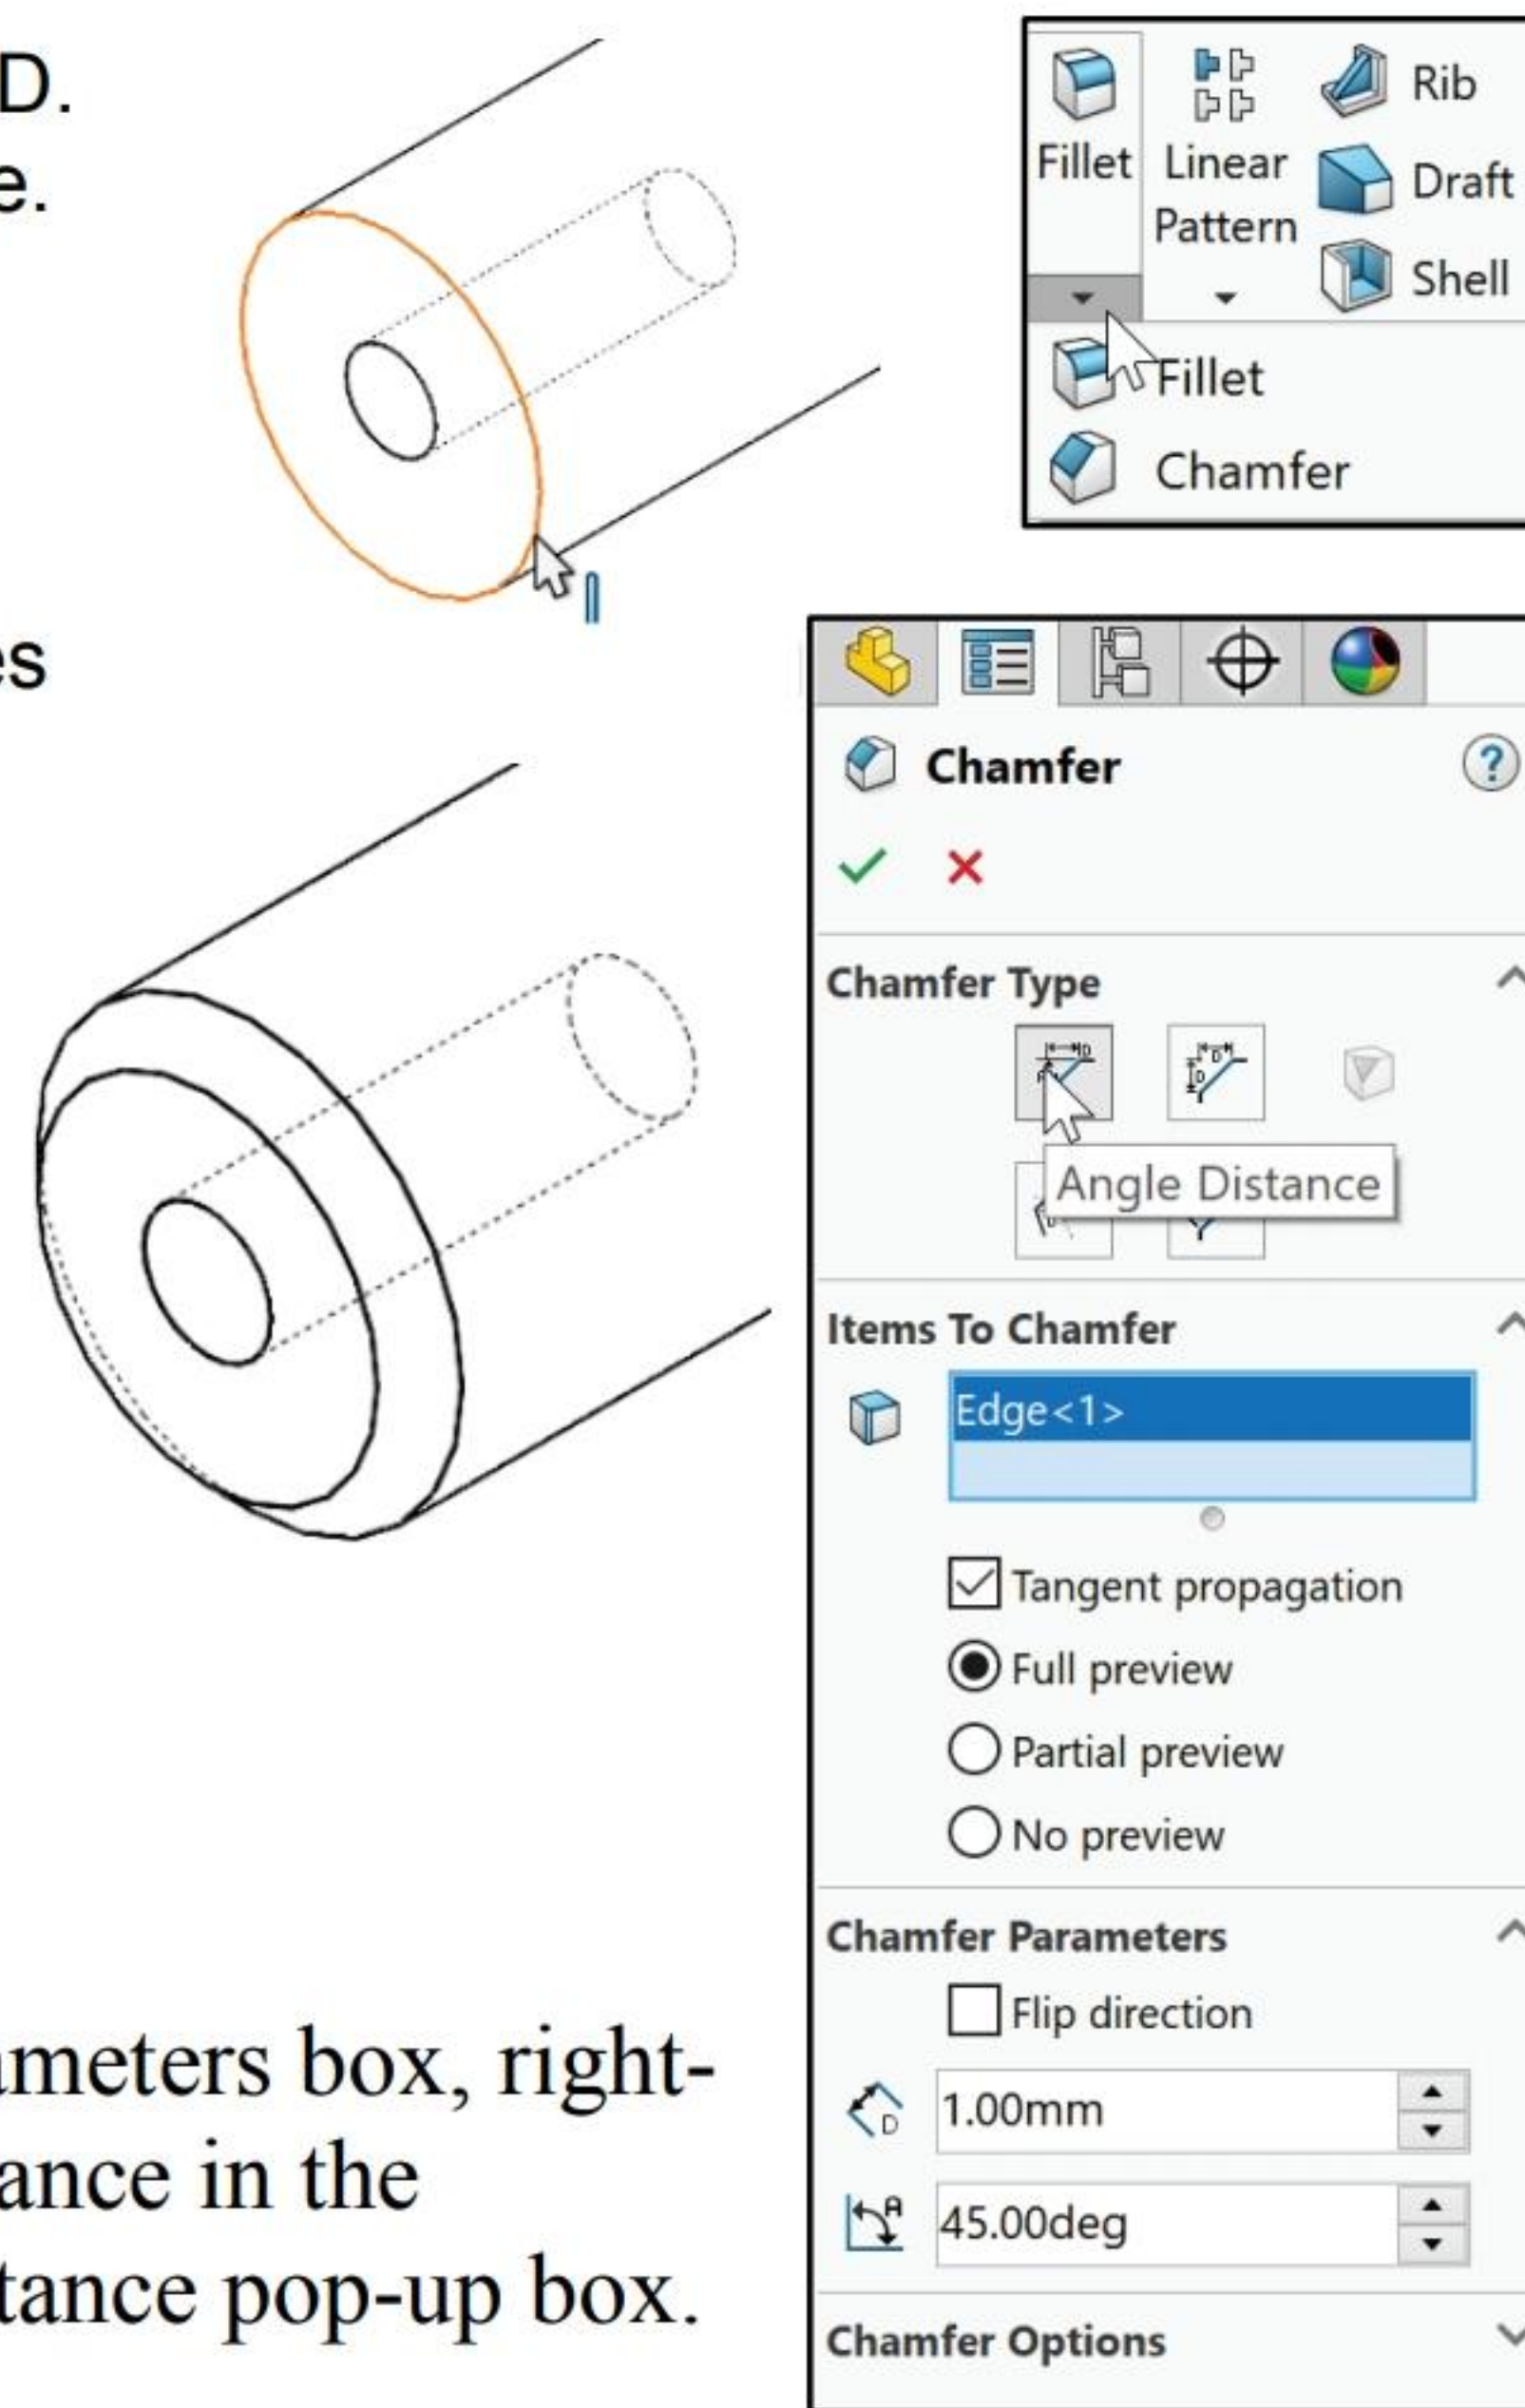 D.
e.
es
ameters box, right-
ance in the
tance pop-up box.
Fillet
Linear
Pattern
Rib
Draft
Shell
Fillet
Chamfer
Chamfer
?
Chamfer Type
D
D
D
Angle Distance
D
Items To Chamfer
Edge<1>
Tangent propagation
Full preview
Partial preview
No preview
Chamfer Parameters
Flip direction
D 1.00mm
A 45.00deg
Chamfer Options